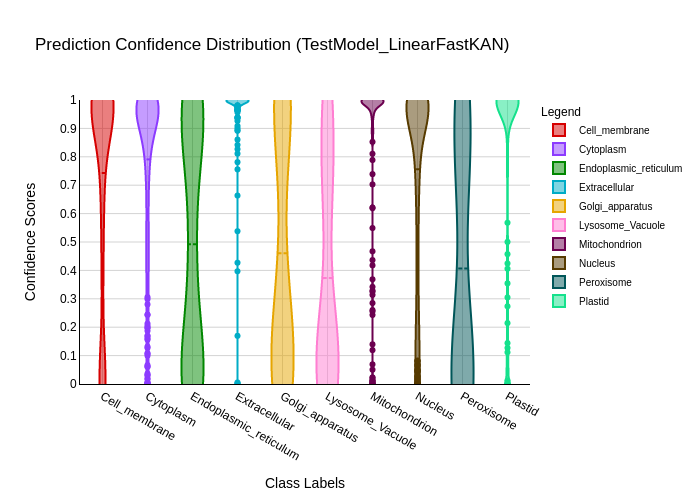 Prediction Confidence Distribution (TestModel_LinearFastKAN)
Legend
Cell_membrane
Cytoplasm
Endoplasmic_reticulum
Extracellular
Golgi_apparatus
Lysosome_Vacuole
Mitochondrion
Nucleus
Peroxisome
Plastid
Confidence Scores
1
0.9
0.8
0.7
0.6
0.5
0.4
0.3
0.2
0.1
0
Cell_membrane
Cytoplasm
Endoplasmic_reticulum
Extracellular
Golgi_apparatus
Lysosome_Vacuole
Mitochondrion
Nucleus
Peroxisome
Plastid
Class Labels